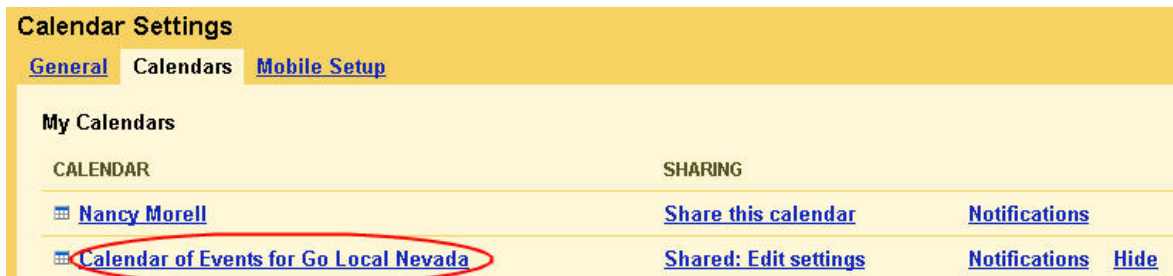 Calendar Settings
General Calendars Mobile Setup
My Calendars
CALENDAR SHARING
Nancy Morell Share this calendar Notifications
Calendar of Events for Go Local Nevada Shared: Edit settings Notifications Hide